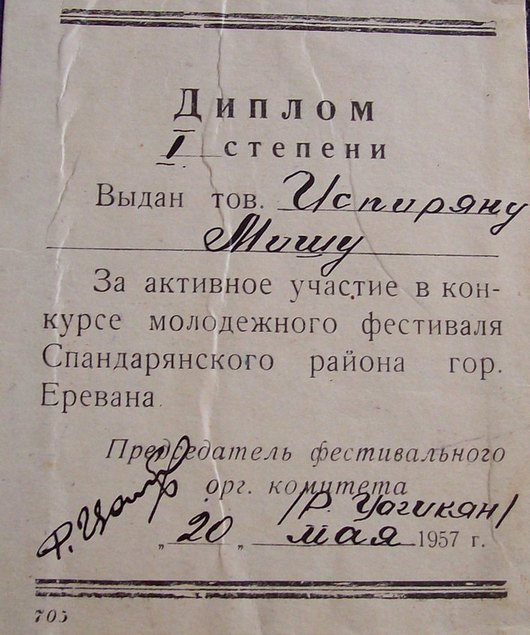 Диплом
I степени
Выдан тов. Испиряну
Мишу
За активное участие в кон-
курсе молодежного фестиваля
Спандарянского района гор.
Еревана
Председатель фестивального
орг. комитета
„ 20 „ мая 1957 г.
705